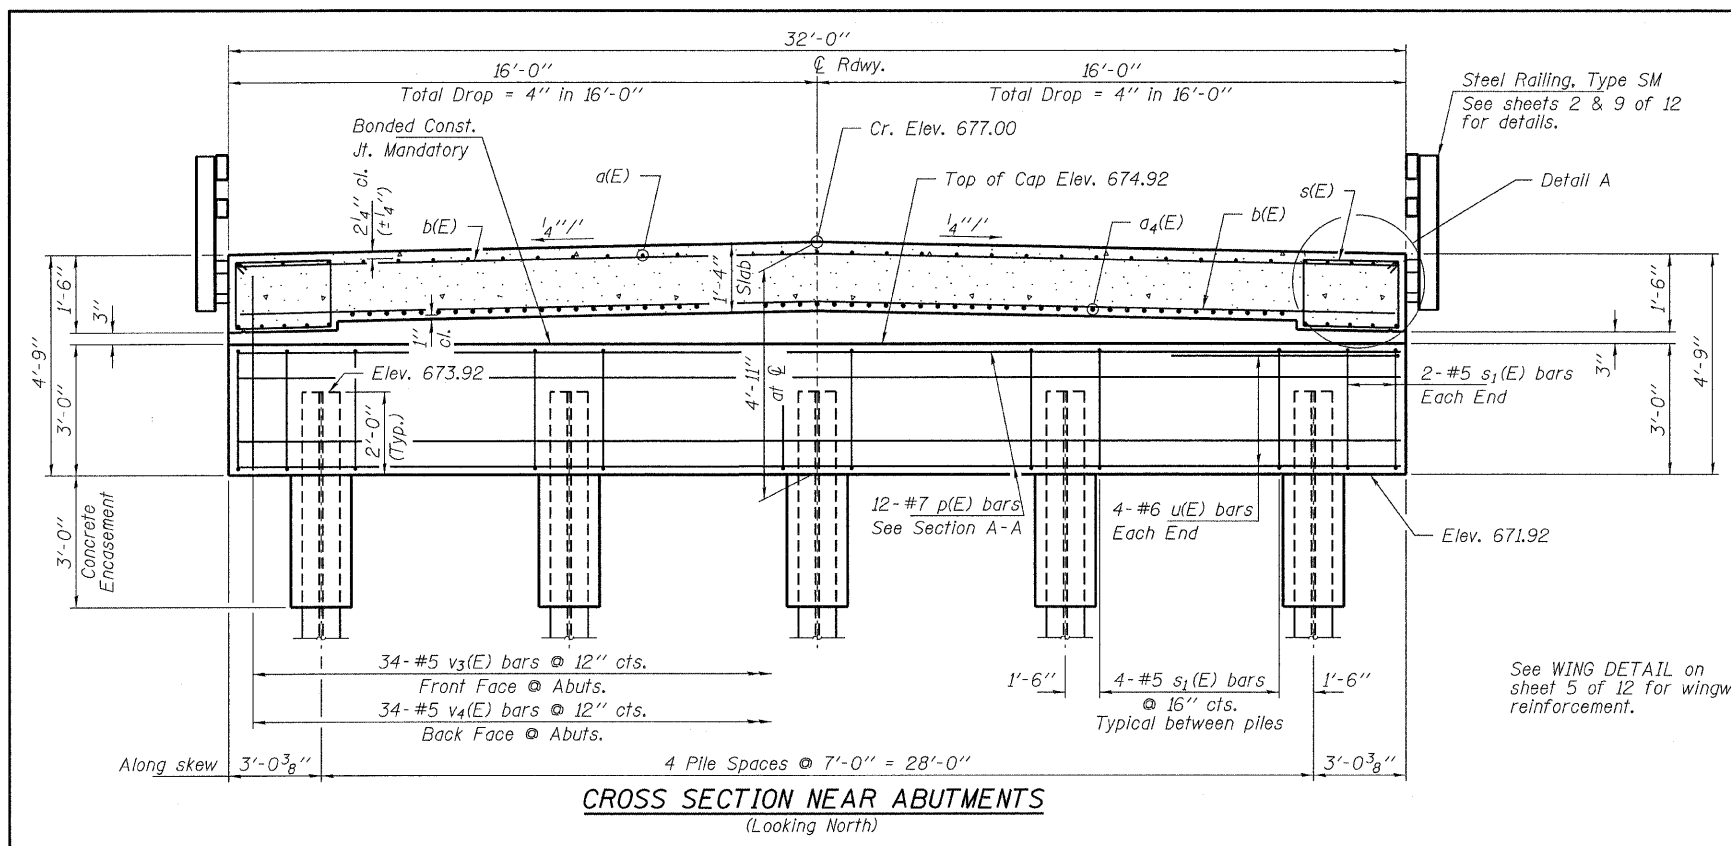 32'-0"
℄ Rdwy.
16'-0"
16'-0"
Total Drop = 4" in 16'-0"
Total Drop = 4" in 16'-0"
Steel Railing, Type SM
See sheets 2 & 9 of 12
for details.
Bonded Const.
Jt. Mandatory
Cr. Elev. 677.00
2 1/4" cl.
(±1/4")
a(E)
Top of Cap Elev. 674.92
s(E)
Detail A
b(E)
1/4"/'
1/4"/'
a4(E)
b(E)
1'-6"
3"
4'-9"
3'-0"
1'-4"
Slab
1"
cl.
4'-11"
at ℄
1'-6"
3"
4'-9"
3'-0"
Elev. 673.92
2'-0"
(Typ.)
2-#5 s1(E) bars
Each End
3'-0"
Concrete
Encasement
12-#7 p(E) bars
See Section A-A
4-#6 u(E) bars
Each End
Elev. 671.92
34-#5 v3(E) bars @ 12" cts.
Front Face @ Abuts.
34-#5 v4(E) bars @ 12" cts.
Back Face @ Abuts.
1'-6"
4-#5 s1(E) bars
@ 16" cts.
Typical between piles
1'-6"
See WING DETAIL on
sheet 5 of 12 for wingw
reinforcement.
Along skew
3'-0 3/8"
4 Pile Spaces @ 7'-0" = 28'-0"
3'-0 3/8"
CROSS SECTION NEAR ABUTMENTS
(Looking North)